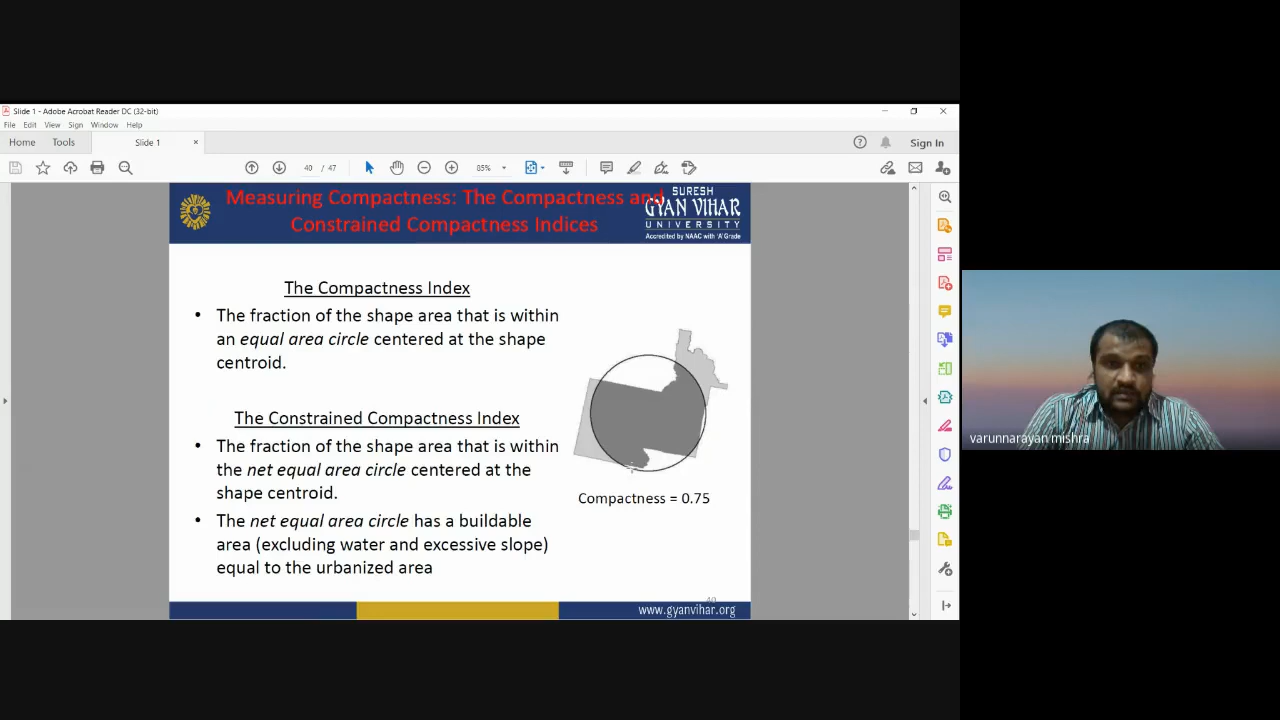 Slide 1 - Adobe Acrobat Reader DC (32-bit)
File Edit View Sign Window Help
Home Tools Slide 1 × Sign In
40 / 47 85%
Measuring Compactness: The Compactness and
Constrained Compactness Indices
SURESH
GYAN VIHAR
UNIVERSITY
Accredited by NAAC with 'A' Grade
The Compactness Index
• The fraction of the shape area that is within
an equal area circle centered at the shape
centroid.
The Constrained Compactness Index
• The fraction of the shape area that is within
the net equal area circle centered at the
shape centroid.
• The net equal area circle has a buildable
area (excluding water and excessive slope)
equal to the urbanized area
Compactness = 0.75
40
www.gyanvihar.org
varunnarayan mishra